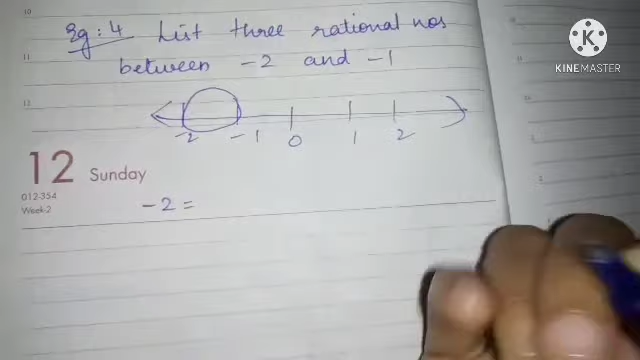 Eg: 4 List three rational nos
between -2 and -1
-2 -1 0 1 2
12 Sunday
012-354
Week-2
-2 =
KINEMASTER